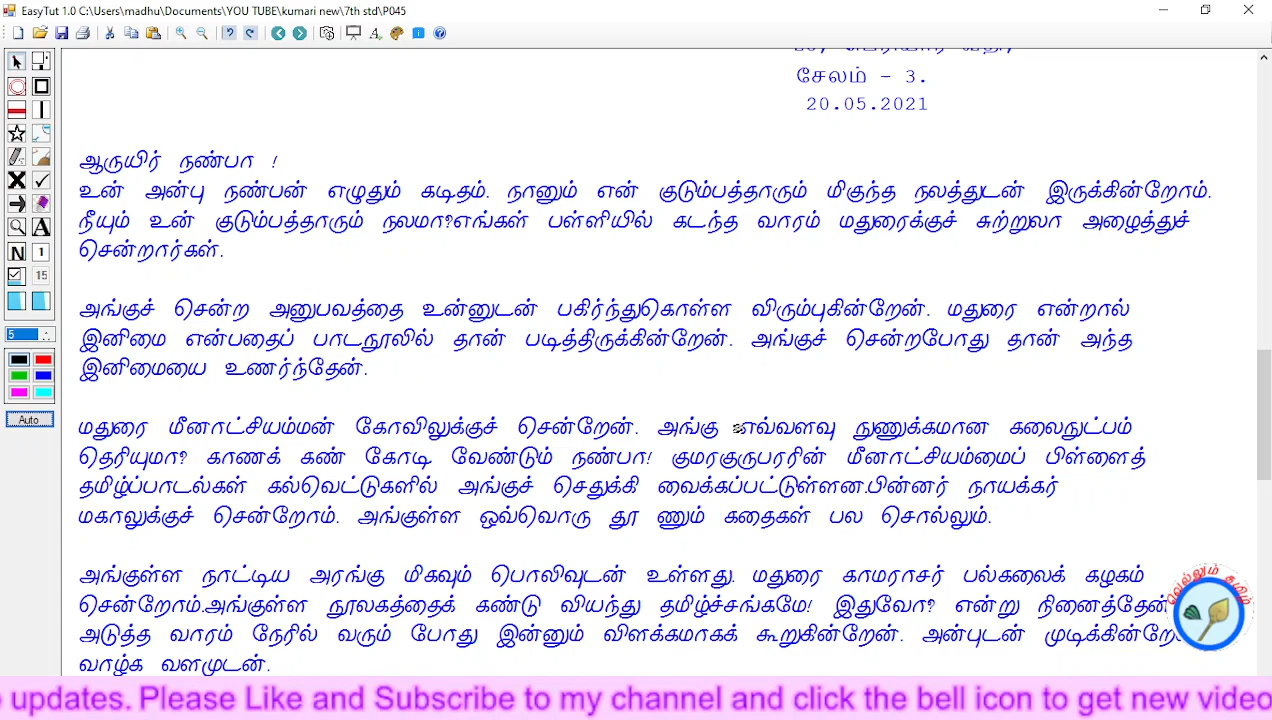 EasyTut 1.0 C:\Users\madhu\Documents\YOU TUBE\kumari new\7th std\P045
சேலம் - 3.
20.05.2021
ஆருயிர் நண்பா !
உன் அன்பு நண்பன் எழுதும் கடிதம். நானும் என் குடும்பத்தாரும் மிகுந்த நலத்துடன் இருக்கின்றோம்.
நீயும் உன் குடும்பத்தாரும் நலமா?எங்கள் பள்ளியில் கடந்த வாரம் மதுரைக்குச் சுற்றுலா அழைத்துச்
சென்றார்கள்.
அங்குச் சென்ற அனுபவத்தை உன்னுடன் பகிர்ந்துகொள்ள விரும்புகின்றேன். மதுரை என்றால்
இனிமை என்பதைப் பாடநூலில் தான் படித்திருக்கின்றேன். அங்குச் சென்றபோது தான் அந்த
இனிமையை உணர்ந்தேன்.
மதுரை மீனாட்சியம்மன் கோவிலுக்குச் சென்றேன். அங்கு எவ்வளவு நுணுக்கமான கலைநுட்பம்
தெரியுமா? காணக் கண் கோடி வேண்டும் நண்பா! குமரகுருபரரின் மீனாட்சியம்மைப் பிள்ளைத்
தமிழ்ப்பாடல்கள் கல்வெட்டுகளில் அங்குச் செதுக்கி வைக்கப்பட்டுள்ளன.பின்னர் நாயக்கர்
மகாலுக்குச் சென்றோம். அங்குள்ள ஒவ்வொரு தூ ணும் கதைகள் பல சொல்லும்.
அங்குள்ள நாட்டிய அரங்கு மிகவும் பொலிவுடன் உள்ளது. மதுரை காமராசர் பல்கலைக் கழகம்
சென்றோம்.அங்குள்ள நூலகத்தைக் கண்டு வியந்து தமிழ்ச்சங்கமே! இதுவோ? என்று நினைத்தேன்
அடுத்த வாரம் நேரில் வரும் போது இன்னும் விளக்கமாகக் கூறுகின்றேன். அன்புடன்
வாழ்க வளமுடன்.
N 1
15
5
Auto
வெல்லும் தமிழ்
updates. Please Like and Subscribe to my channel and click the bell icon to get new video